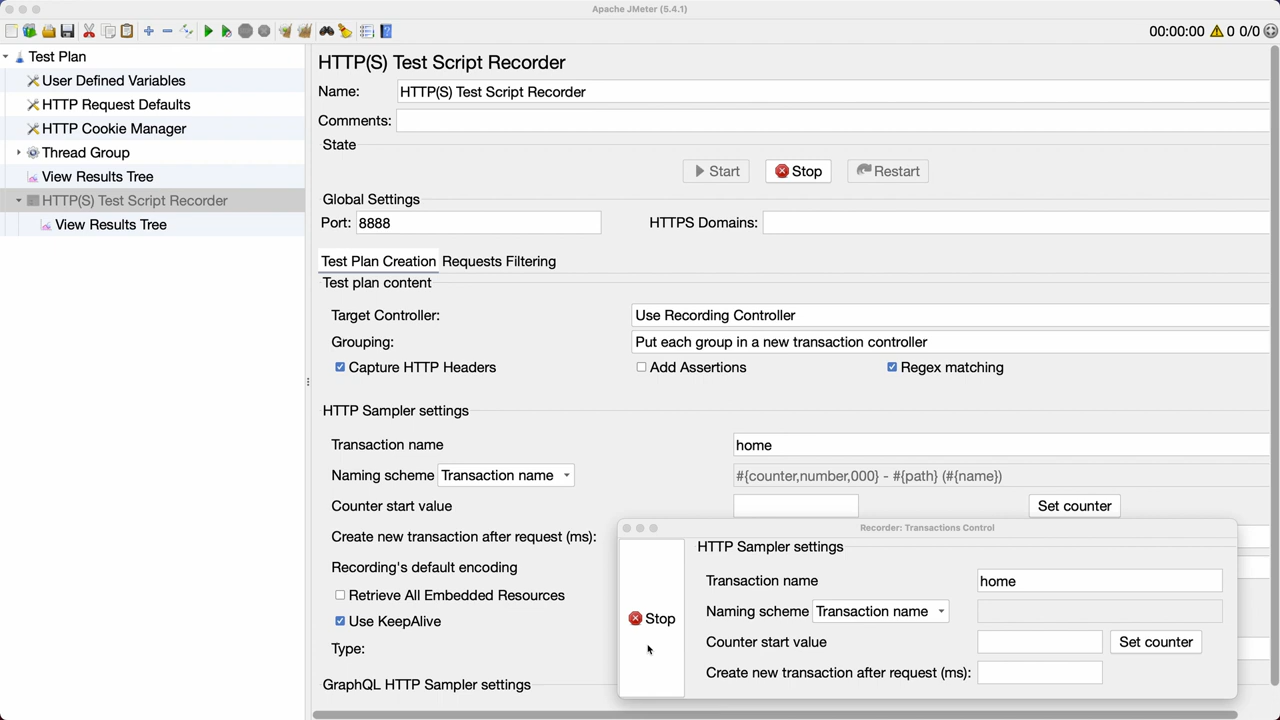 Apache JMeter (5.4.1)
00:00:00 0 0/0
Test Plan
User Defined Variables
HTTP Request Defaults
HTTP Cookie Manager
Thread Group
View Results Tree
HTTP(S) Test Script Recorder
View Results Tree
HTTP(S) Test Script Recorder
Name: HTTP(S) Test Script Recorder
Comments:
State
Start Stop Restart
Global Settings
Port: 8888 HTTPS Domains:
Test Plan Creation Requests Filtering
Test plan content
Target Controller: Use Recording Controller
Grouping: Put each group in a new transaction controller
Capture HTTP Headers Add Assertions Regex matching
HTTP Sampler settings
Transaction name home
Naming scheme Transaction name #{counter,number,000} - #{path} (#{name})
Counter start value Set counter
Create new transaction after request (ms):
Recording's default encoding
Retrieve All Embedded Resources
Use KeepAlive
Type:
GraphQL HTTP Sampler settings
Recorder: Transactions Control
Stop
HTTP Sampler settings
Transaction name home
Naming scheme Transaction name
Counter start value Set counter
Create new transaction after request (ms):